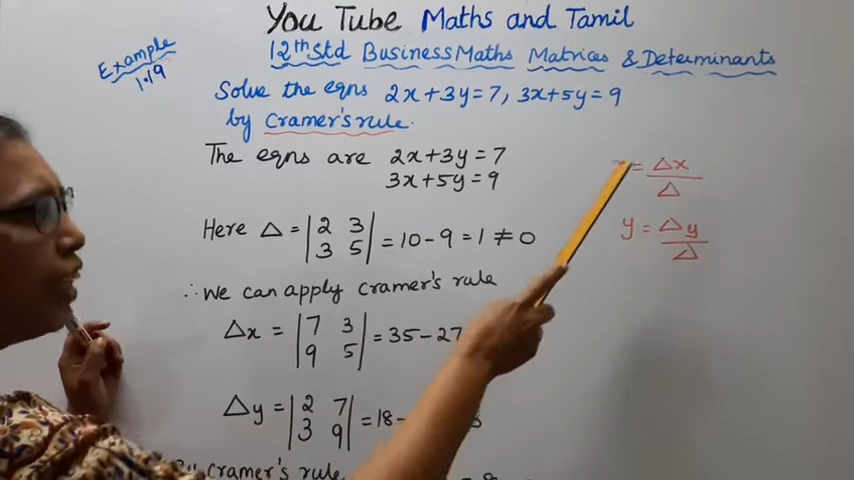 You Tube Maths and Tamil
12th Std Business Maths Matrices & Determinants
Example
1.19
Solve the eqns 2x+3y=7, 3x+5y=9
by cramer's rule.
The eqns are 2x+3y=7
3x+5y=9
= Δx
Δ
y = Δy
Δ
Here Δ = |2 3
3 5| = 10-9=1 ≠ 0
∴ we can apply cramer's rule
Δx = |7 3
9 5| = 35-27
Δy = |2 7
3 9| = 18-
cramer's rule